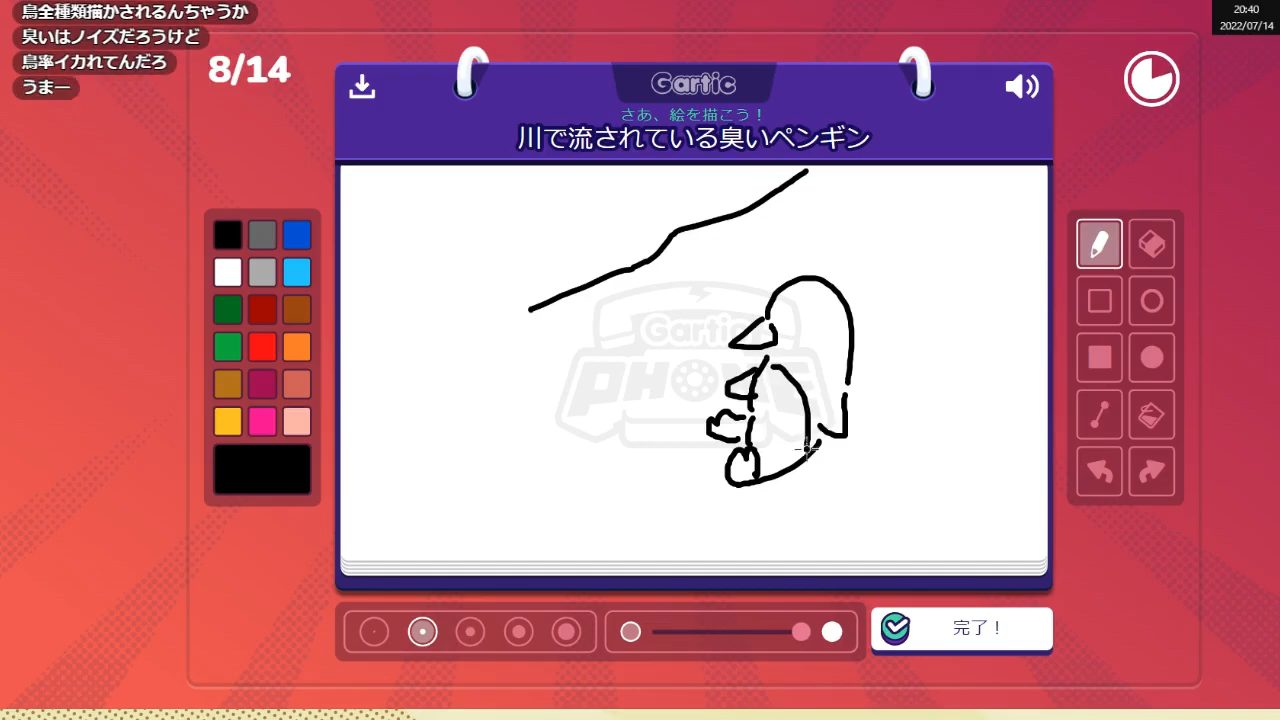 鳥全種類描かされるんちゃうか
臭いはノイズだろうけど
鳥率イカれてんだろ
うまー
20:40
2022/07/14
8/14
Gartic
さあ、絵を描こう！
川で流されている臭いペンギン
Gartic
PHONE
完了！